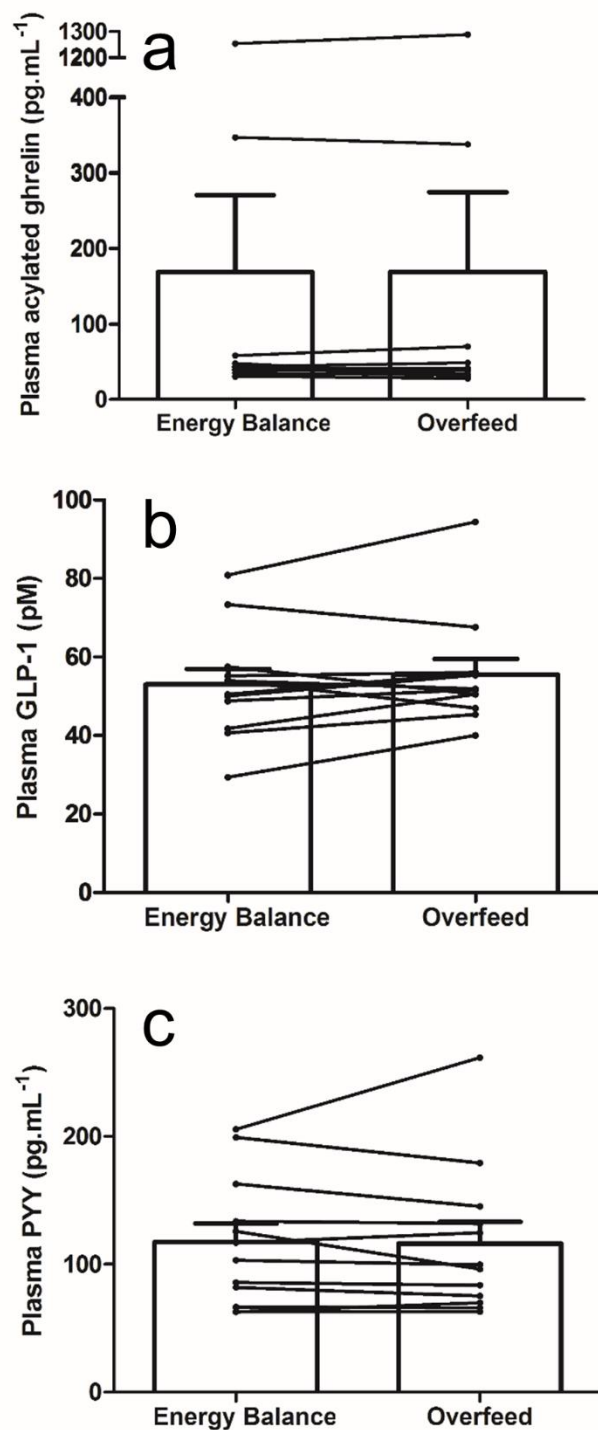 a
Plasma acylated ghrelin (pg.mL⁻¹)
1300
1200
400
300
200
100
0
Energy Balance Overfeed
b
Plasma GLP-1 (pM)
100
80
60
40
20
0
Energy Balance Overfeed
c
Plasma PYY (pg.mL⁻¹)
300
200
100
0
Energy Balance Overfeed